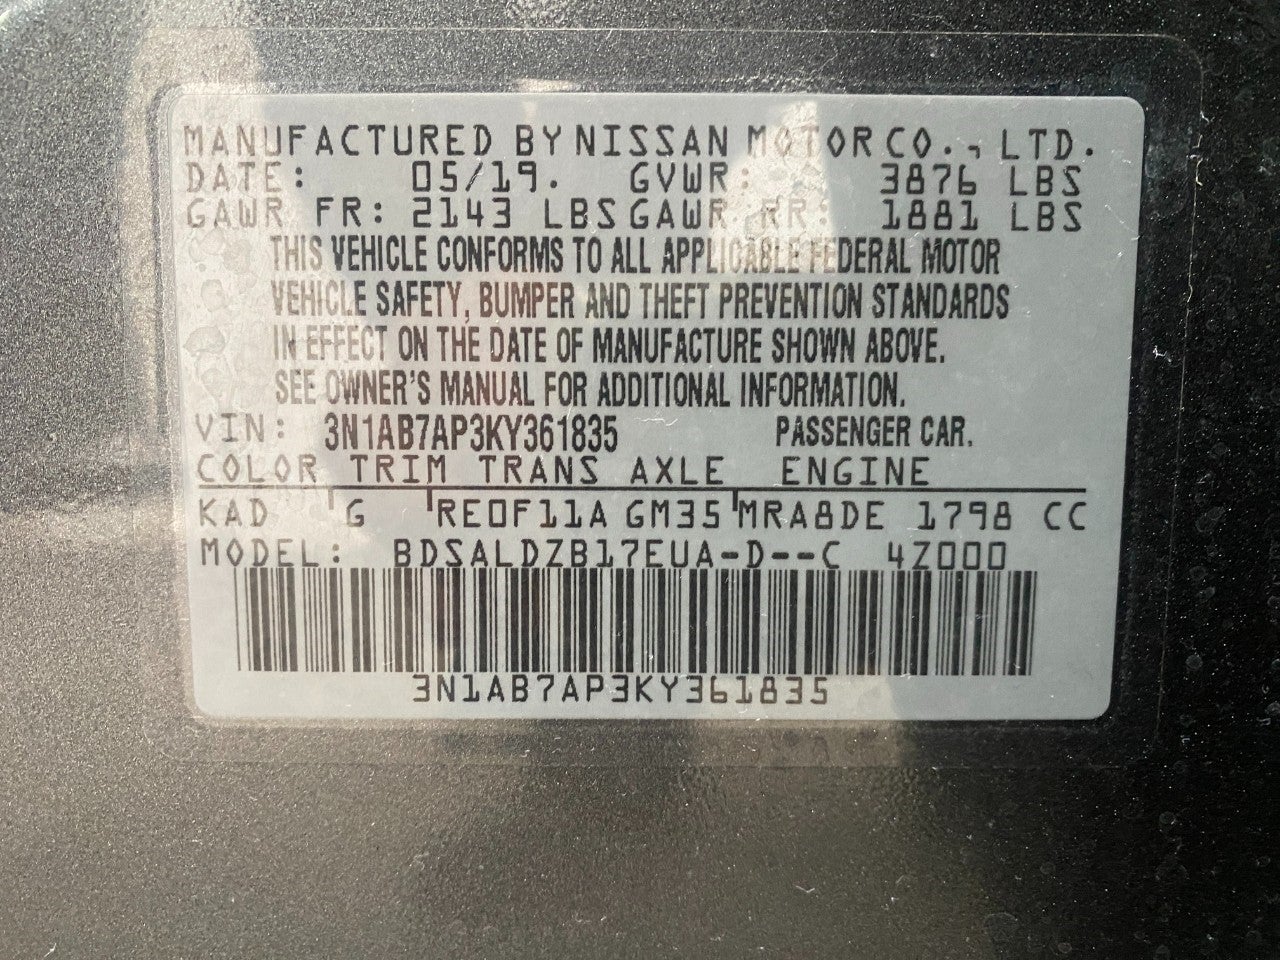 MANUFACTURED BY NISSAN MOTOR CO., LTD.
DATE: 05/19. GVWR: 3876 LBS
GAWR FR: 2143 LBS GAWR RR: 1881 LBS
THIS VEHICLE CONFORMS TO ALL APPLICABLE FEDERAL MOTOR
VEHICLE SAFETY, BUMPER AND THEFT PREVENTION STANDARDS
IN EFFECT ON THE DATE OF MANUFACTURE SHOWN ABOVE.
SEE OWNER'S MANUAL FOR ADDITIONAL INFORMATION.
VIN: 3N1AB7AP3KY361835 PASSENGER CAR.
COLOR TRIM TRANS AXLE ENGINE
KAD G RE0F11A GM35 MRA8DE 1798 CC
MODEL: BDSALDZB17EUA-D--C 4Z000
3N1AB7AP3KY361835